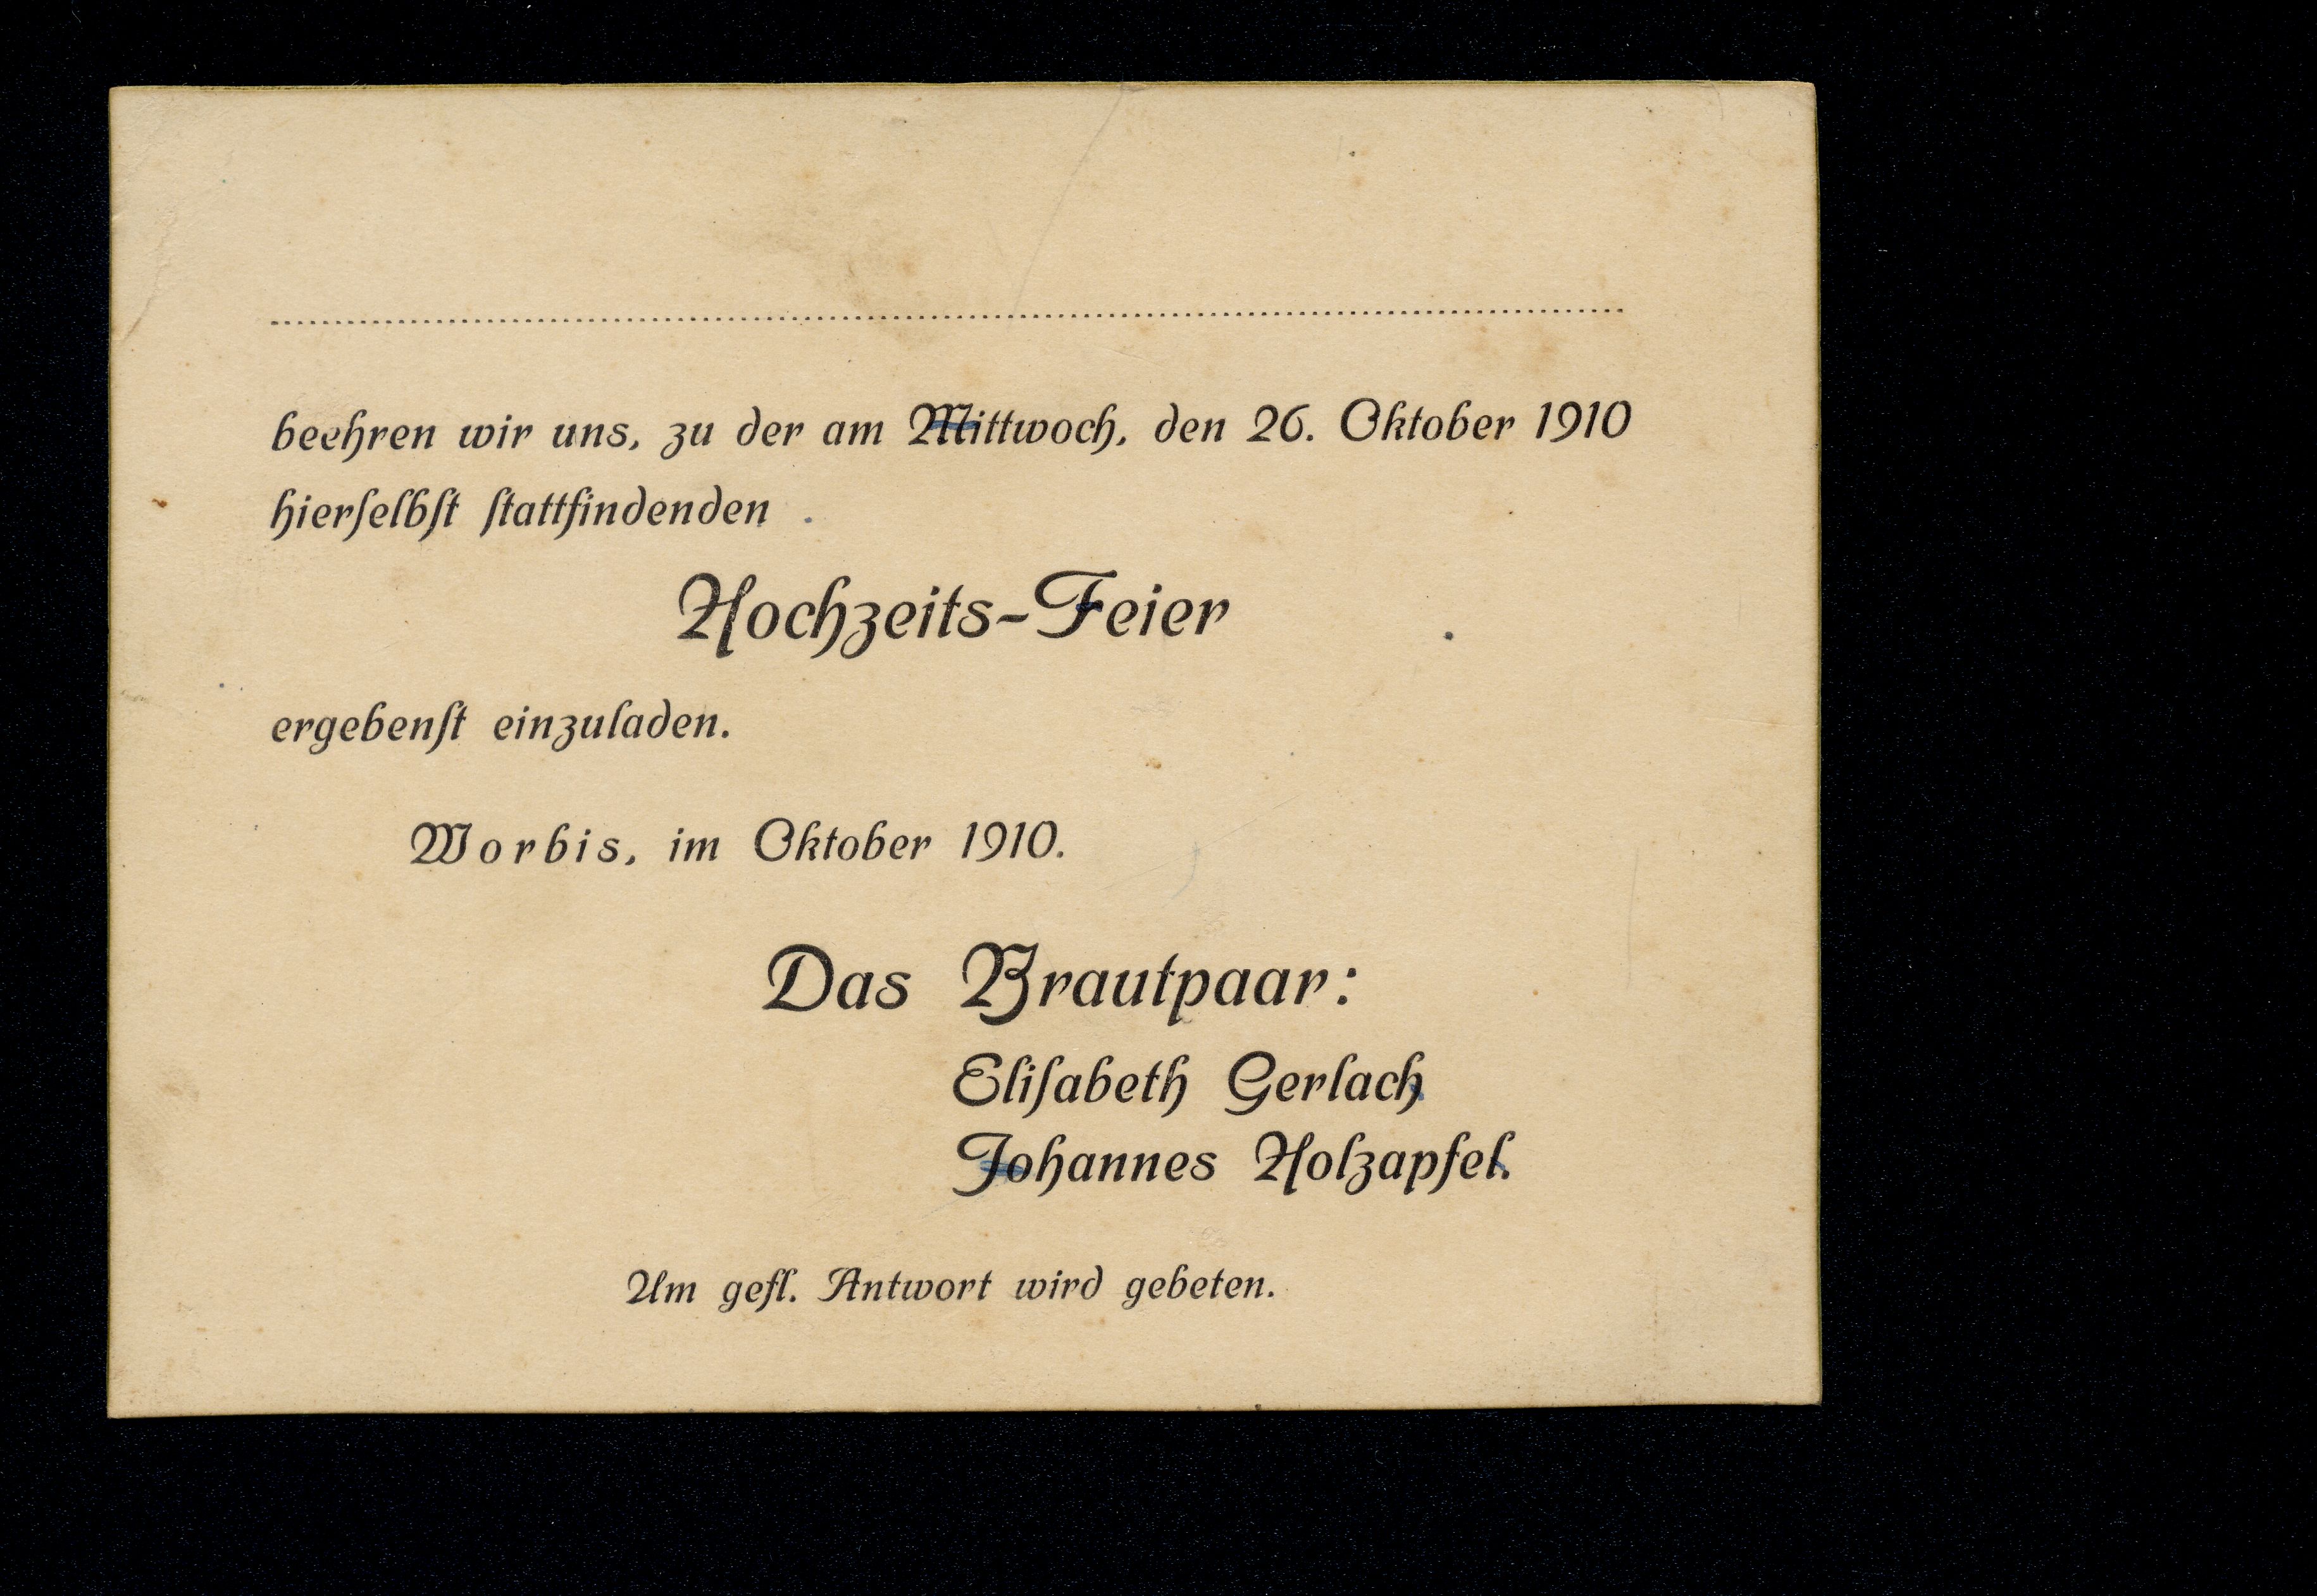 beehren wir uns, zu der am Mittwoch, den 26. Oktober 1910
hierſelbſt ſtattfindenden
Hochzeits-Feier
ergebenſt einzuladen.
Worbis, im Oktober 1910.
Das Brautpaar:
Eliſabeth Gerlach
Johannes Holzapfel.
Um gefl. Antwort wird gebeten.